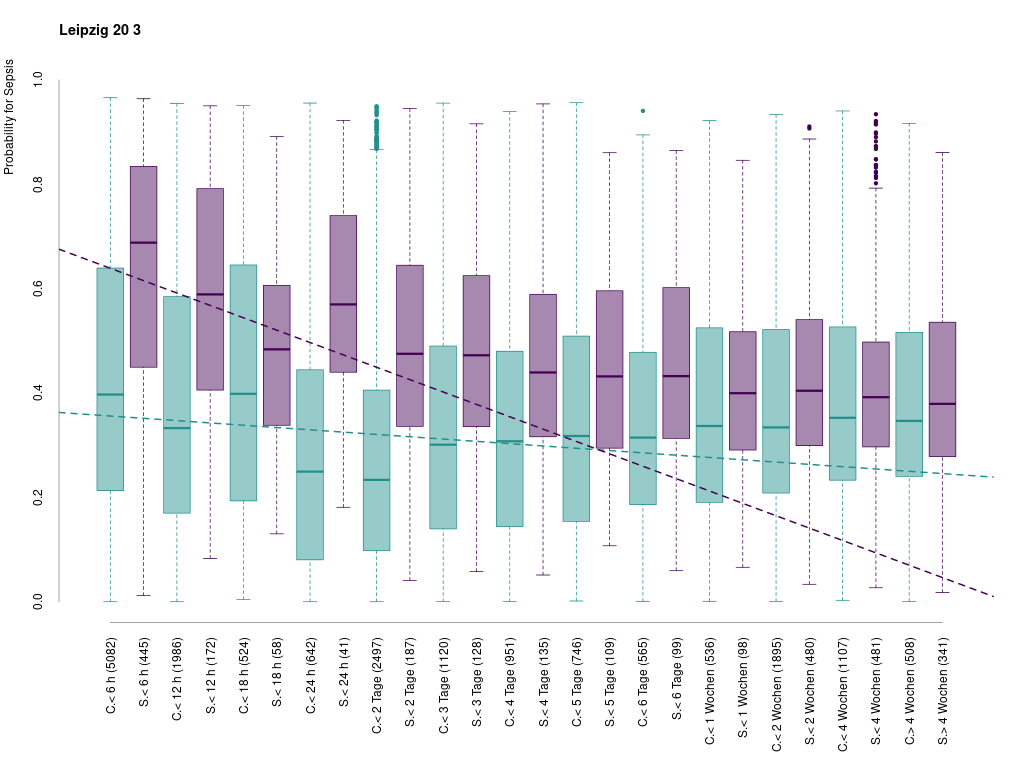 Leipzig 20 3
Probability for Sepsis
1.0
0.8
0.6
0.4
0.2
0.0
C.< 6 h (5082)
S.< 6 h (445)
C.< 12 h (1986)
S.< 12 h (172)
C.< 18 h (524)
S.< 18 h (58)
C.< 24 h (642)
S.< 24 h (41)
C.< 2 Tage (2497)
S.< 2 Tage (187)
C.< 3 Tage (1120)
S.< 3 Tage (128)
C.< 4 Tage (951)
S.< 4 Tage (135)
C.< 5 Tage (746)
S.< 5 Tage (109)
C.< 6 Tage (565)
S.< 6 Tage (99)
C.< 1 Wochen (536)
S.< 1 Wochen (98)
C.< 2 Wochen (1895)
S.< 2 Wochen (480)
C.< 4 Wochen (1107)
S.< 4 Wochen (481)
C.> 4 Wochen (508)
S.> 4 Wochen (341)